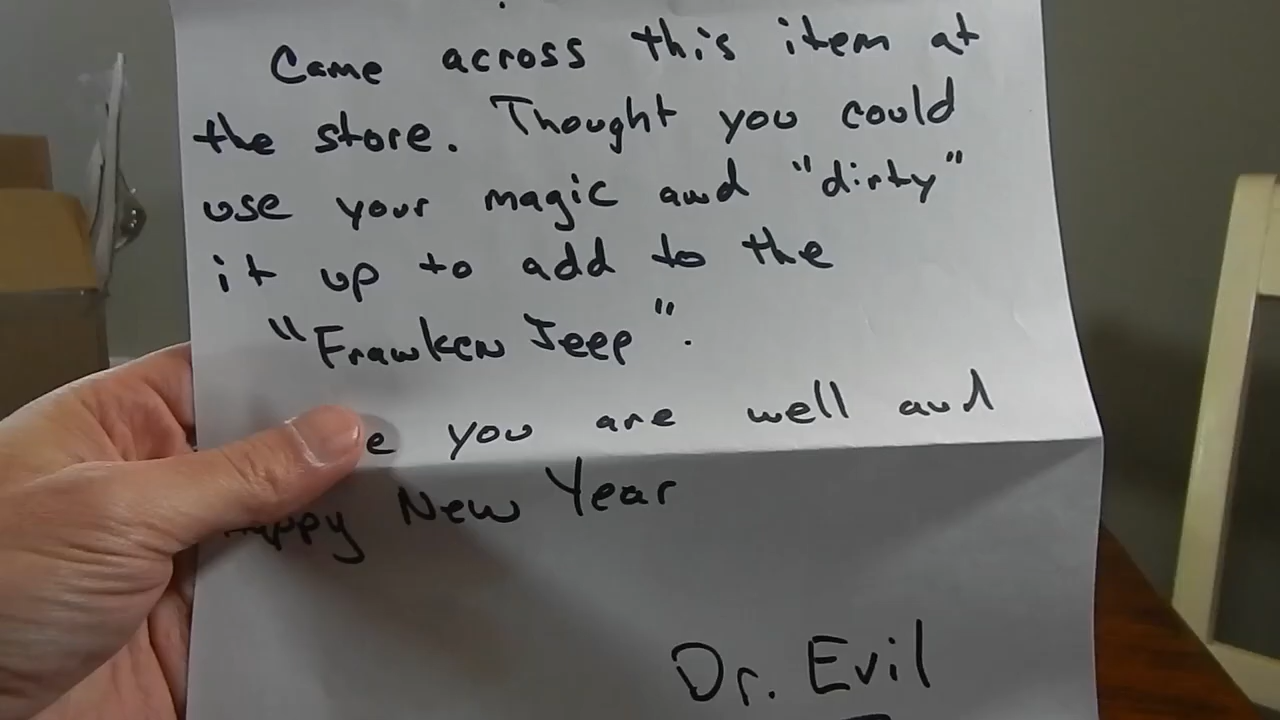 Came across this item at
the store. Thought you could
use your magic and "dirty"
it up to add to the
"Franken Jeep".
e you are well and
Happy New Year
Dr. Evil